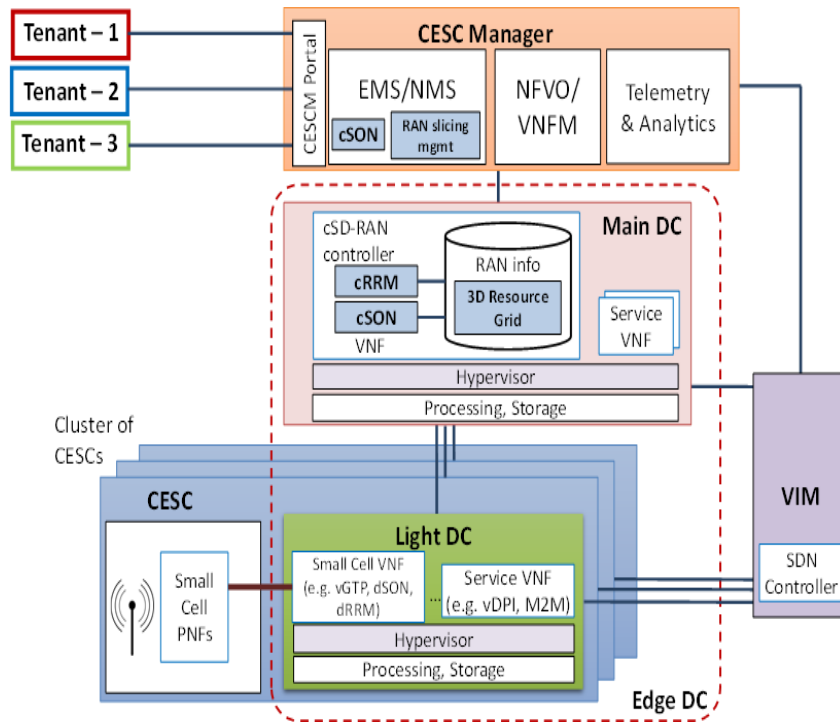 Tenant – 1
Tenant – 2
Tenant – 3
CESC Manager
CESCM Portal
EMS/NMS
cSON
RAN slicing
mgmt
NFVO/
VNFM
Telemetry
& Analytics
Main DC
cSD-RAN
controller
cRRM
cSON
VNF
RAN info
3D Resource
Grid
Service
VNF
Hypervisor
Processing, Storage
Cluster of
CESCs
CESC
Small
Cell
PNFs
Light DC
Small Cell VNF
(e.g. vGTP, dSON,
dRRM)
...
Service VNF
(e.g. vDPI, M2M)
Hypervisor
Processing, Storage
Edge DC
VIM
SDN
Controller